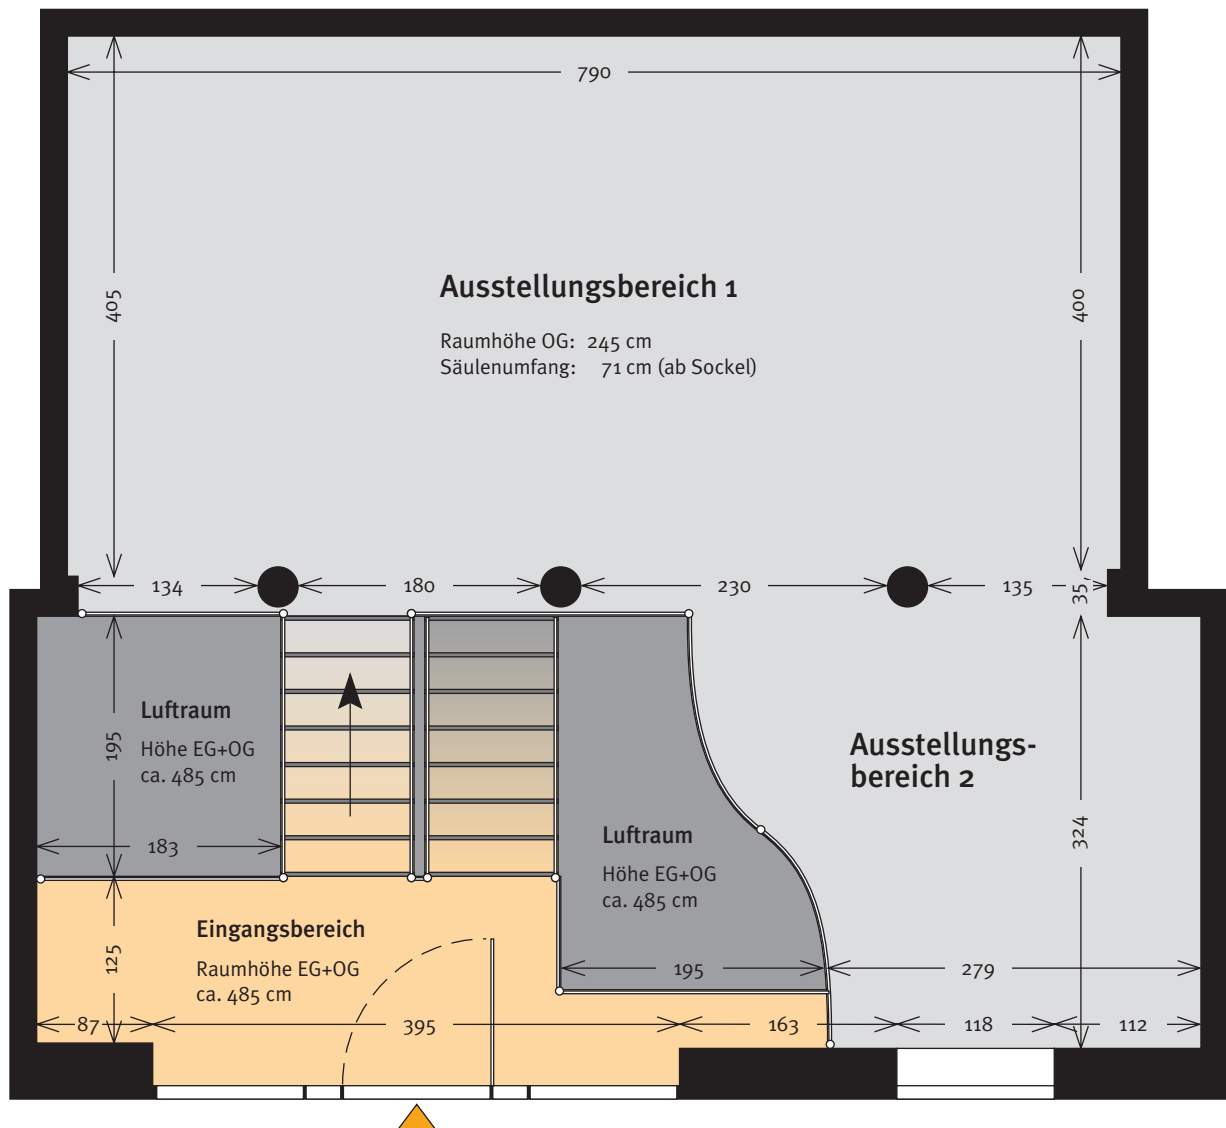 790
405
400
Ausstellungsbereich 1
Raumhöhe OG: 245 cm
Säulenumfang: 71 cm (ab Sockel)
134
180
230
135
35,
Luftraum
Höhe EG+OG
ca. 485 cm
195
183
Ausstellungs-
bereich 2
324
Luftraum
Höhe EG+OG
ca. 485 cm
Eingangsbereich
Raumhöhe EG+OG
ca. 485 cm
125
195
279
87
395
163
118
112